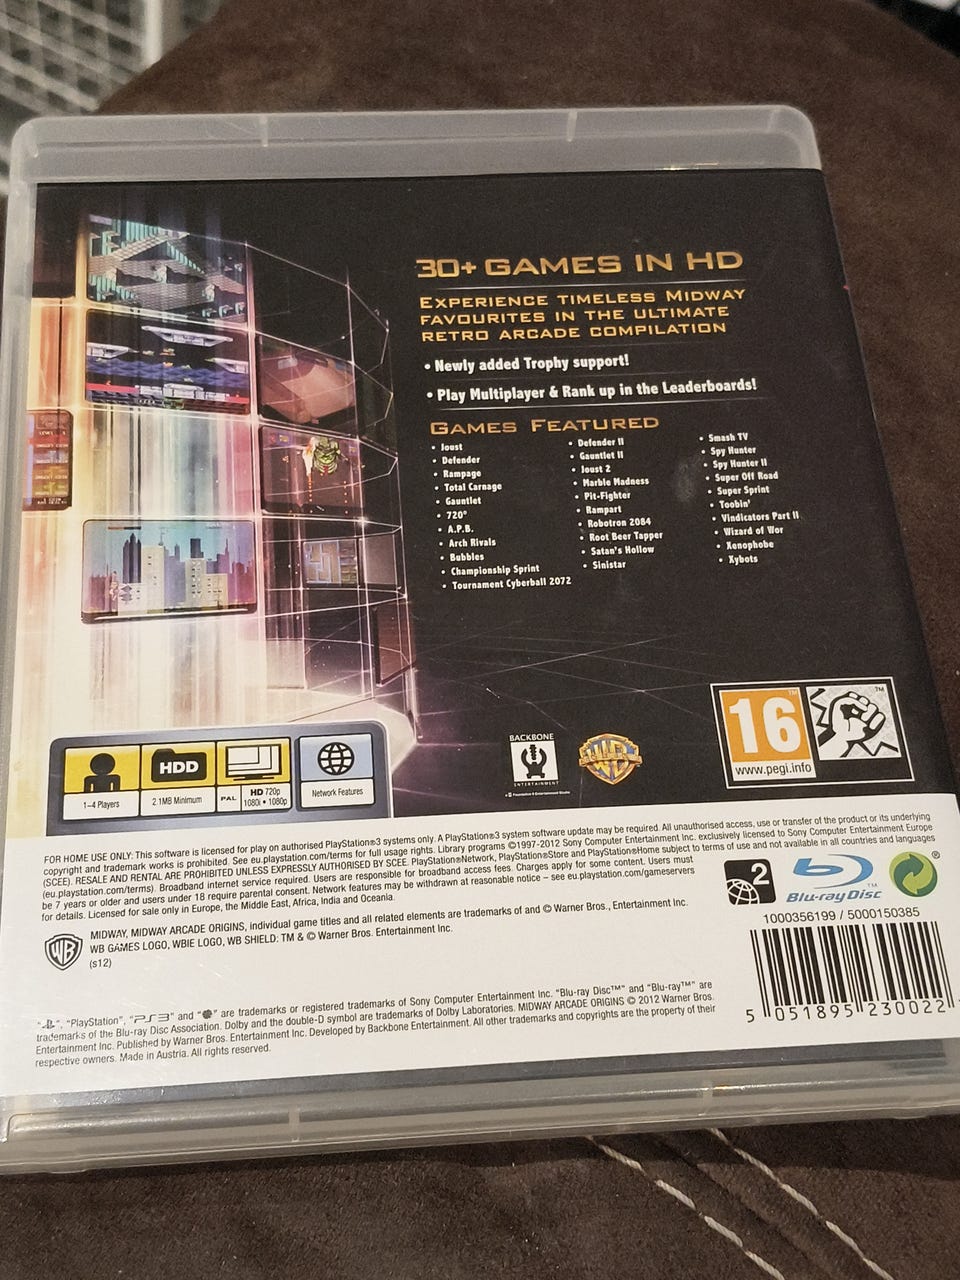 30+ GAMES IN HD
EXPERIENCE TIMELESS MIDWAY
FAVOURITES IN THE ULTIMATE
RETRO ARCADE COMPILATION
• Newly added Trophy support!
• Play Multiplayer & Rank up in the Leaderboards!
GAMES FEATURED
• Joust
• Defender
• Rampage
• Total Carnage
• Gauntlet
• 720°
• A.P.B.
• Arch Rivals
• Bubbles
• Championship Sprint
• Tournament Cyberball 2072
• Defender II
• Gauntlet II
• Joust 2
• Marble Madness
• Pit-Fighter
• Rampart
• Robotron 2084
• Root Beer Tapper
• Satan's Hollow
• Sinistar
• Smash TV
• Spy Hunter
• Spy Hunter II
• Super Off Road
• Super Sprint
• Toobin'
• Vindicators Part II
• Wizard of Wor
• Xenophobe
• Xybots
1–4 Players
HDD
2.1MB Minimum
PAL
HD 720p
1080i • 1080p
Network Features
BACKBONE
ENTERTAINMENT
WB
16
™
www.pegi.info
™
FOR HOME USE ONLY: This software is licensed for play on authorised PlayStation®3 systems only. A PlayStation®3 system software update may be required. All unauthorised access, use or transfer of the product or its underlying
copyright and trademark works is prohibited. See eu.playstation.com/terms for full usage rights. Library programs ©1997-2012 Sony Computer Entertainment Inc. exclusively licensed to Sony Computer Entertainment Europe
(SCEE). RESALE AND RENTAL ARE PROHIBITED UNLESS EXPRESSLY AUTHORISED BY SCEE. PlayStation®Network, PlayStation®Store and PlayStation®Home subject to terms of use and not available in all countries and languages
(eu.playstation.com/terms). Broadband internet service required. Users are responsible for broadband access fees. Charges apply for some content. Users must
be 7 years or older and users under 18 require parental consent. Network features may be withdrawn at reasonable notice – see eu.playstation.com/gameservers
for details. Licensed for sale only in Europe, the Middle East, Africa, India and Oceania.
2
Blu-ray Disc
™
®
WB
MIDWAY, MIDWAY ARCADE ORIGINS, individual game titles and all related elements are trademarks of and © Warner Bros., Entertainment Inc.
WB GAMES LOGO, WBIE LOGO, WB SHIELD: TM & © Warner Bros. Entertainment Inc.
(s12)
1000356199 / 5000150385
5 051895 230022
" ", "PlayStation", "PS3" and " " are trademarks or registered trademarks of Sony Computer Entertainment Inc. "Blu-ray Disc™" and "Blu-ray™" are
trademarks of the Blu-ray Disc Association. Dolby and the double-D symbol are trademarks of Dolby Laboratories. MIDWAY ARCADE ORIGINS © 2012 Warner Bros.
Entertainment Inc. Published by Warner Bros. Entertainment Inc. Developed by Backbone Entertainment. All other trademarks and copyrights are the property of their
respective owners. Made in Austria. All rights reserved.